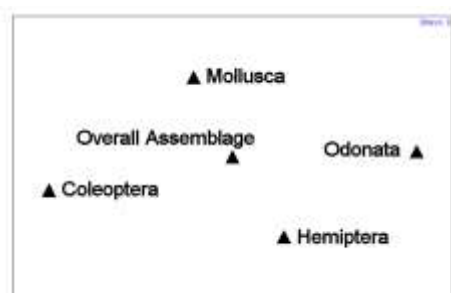 Mollusca
Overall Assemblage
Odonata
Coleoptera
Hemiptera